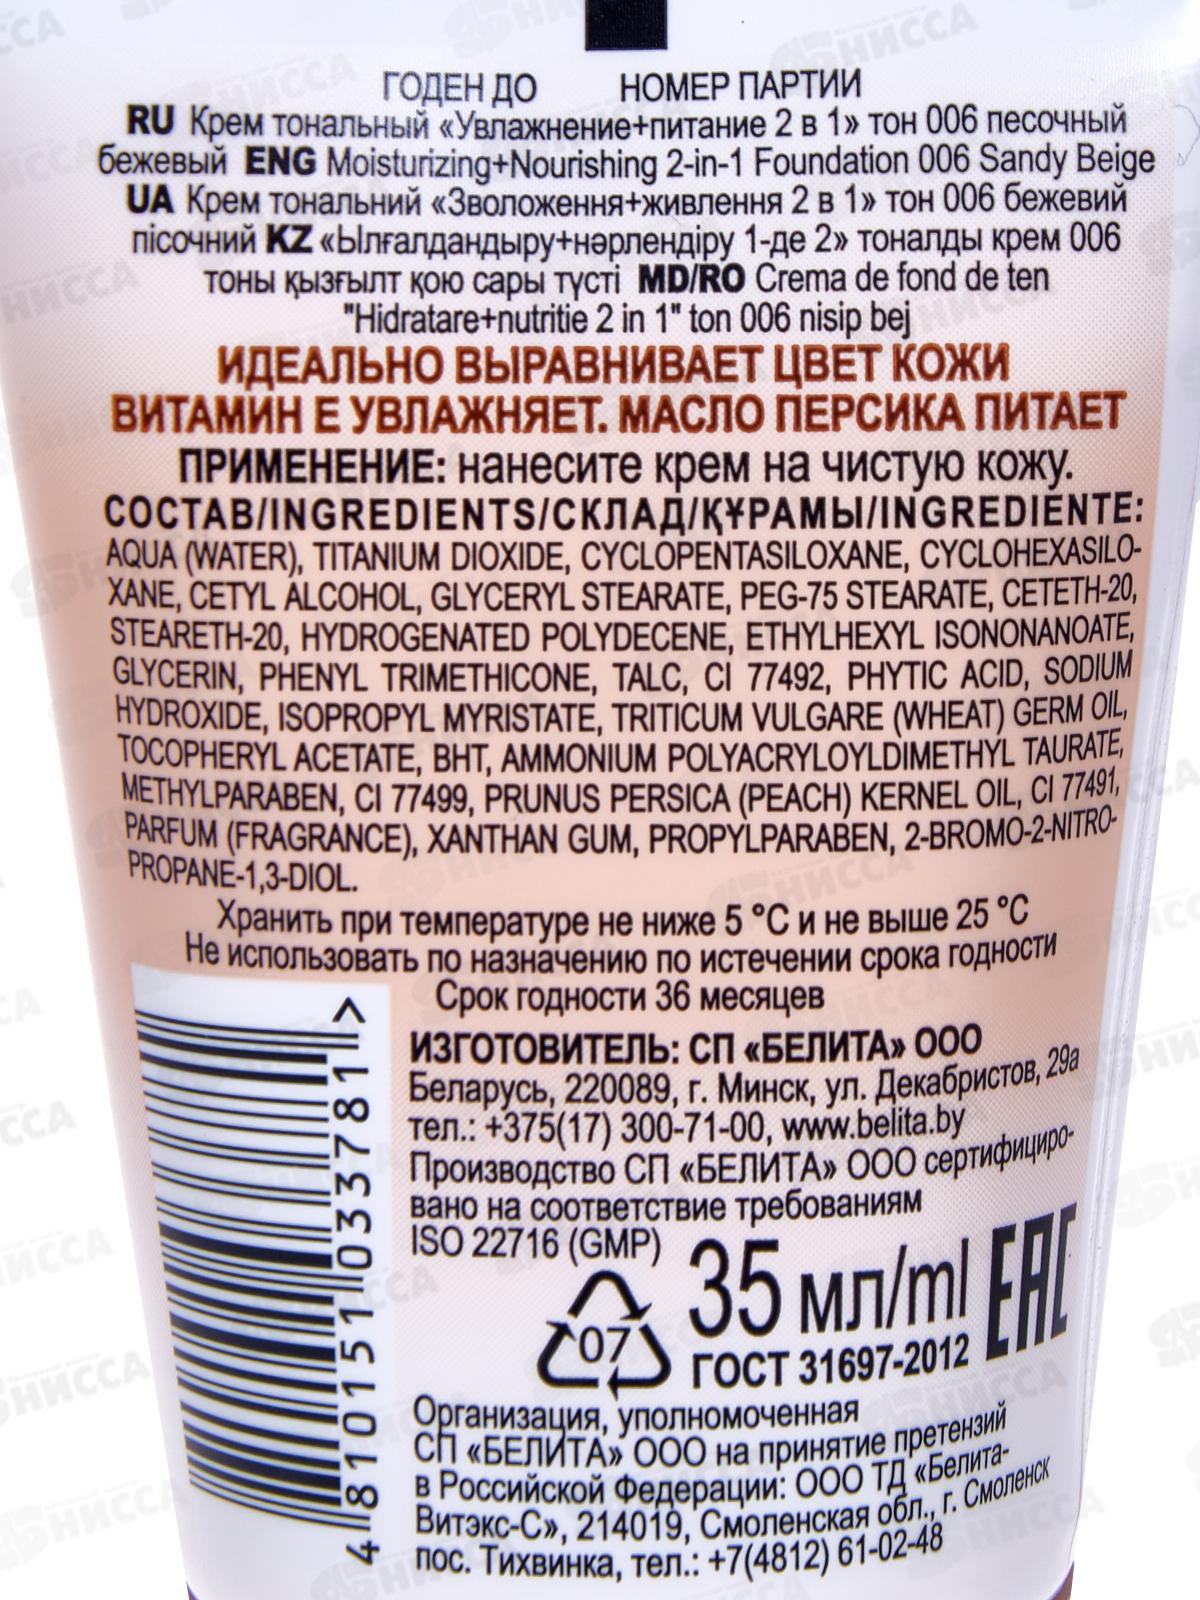 ГОДЕН ДО НОМЕР ПАРТИИ
RU Крем тональный «Увлажнение+питание 2 в 1» тон 006 песочный
бежевый ENG Moisturizing+Nourishing 2-in-1 Foundation 006 Sandy Beige
UA Крем тональний «Зволоження+живлення 2 в 1» тон 006 бежевий
пісочний KZ «Ылғалдандыру+нәрлендіру 1-де 2» тоналды крем 006
тоны қызғылт қою сары түсті MD/RO Crema de fond de ten
"Hidratare+nutritie 2 in 1" ton 006 nisip bej
ИДЕАЛЬНО ВЫРАВНИВАЕТ ЦВЕТ КОЖИ
ВИТАМИН Е УВЛАЖНЯЕТ. МАСЛО ПЕРСИКА ПИТАЕТ
ПРИМЕНЕНИЕ: нанесите крем на чистую кожу.
СОСТАВ/INGREDIENTS/СКЛАД/ҚҰРАМЫ/INGREDIENTE:
AQUA (WATER), TITANIUM DIOXIDE, CYCLOPENTASILOXANE, CYCLOHEXASILO-
XANE, CETYL ALCOHOL, GLYCERYL STEARATE, PEG-75 STEARATE, CETETH-20,
STEARETH-20, HYDROGENATED POLYDECENE, ETHYLHEXYL ISONONANOATE,
GLYCERIN, PHENYL TRIMETHICONE, TALC, CI 77492, PHYTIC ACID, SODIUM
HYDROXIDE, ISOPROPYL MYRISTATE, TRITICUM VULGARE (WHEAT) GERM OIL,
TOCOPHERYL ACETATE, BHT, AMMONIUM POLYACRYLOYLDIMETHYL TAURATE,
METHYLPARABEN, CI 77499, PRUNUS PERSICA (PEACH) KERNEL OIL, CI 77491,
PARFUM (FRAGRANCE), XANTHAN GUM, PROPYLPARABEN, 2-BROMO-2-NITRO-
PROPANE-1,3-DIOL.
Хранить при температуре не ниже 5 °C и не выше 25 °C
Не использовать по назначению по истечении срока годности
Срок годности 36 месяцев
ИЗГОТОВИТЕЛЬ: СП «БЕЛИТА» ООО
Беларусь, 220089, г. Минск, ул. Декабристов, 29а
тел.: +375(17) 300-71-00, www.belita.by
Производство СП «БЕЛИТА» ООО сертифициро-
вано на соответствие требованиям
ISO 22716 (GMP)
07
35 мл/ml
EAC
ГОСТ 31697-2012
Организация, уполномоченная
СП «БЕЛИТА» ООО на принятие претензий
в Российской Федерации: ООО ТД «Белита-
Витэкс-С», 214019, Смоленская обл., г. Смоленск
пос. Тихвинка, тел.: +7(4812) 61-02-48
4 810151 033781 >
БНИССА